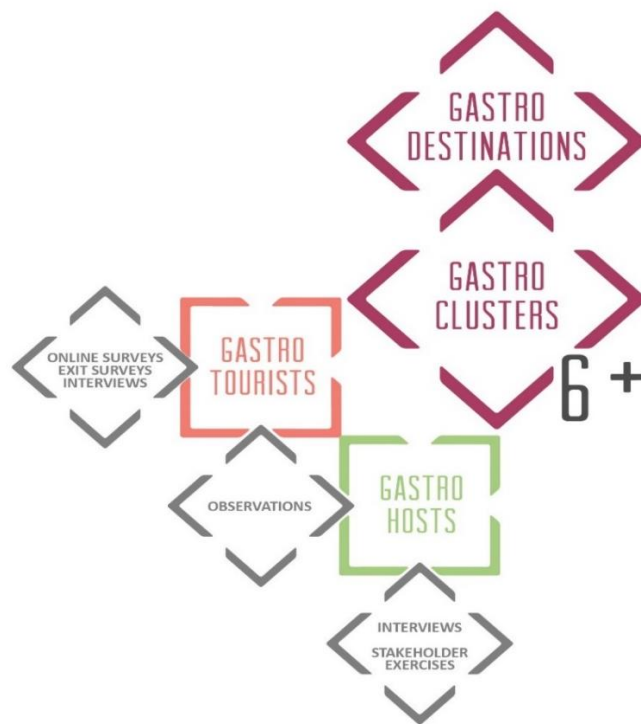 GASTRO
DESTINATIONS
GASTRO
CLUSTERS
6 +
ONLINE SURVEYS
EXIT SURVEYS
INTERVIEWS
GASTRO
TOURISTS
OBSERVATIONS
GASTRO
HOSTS
INTERVIEWS
STAKEHOLDER
EXERCISES